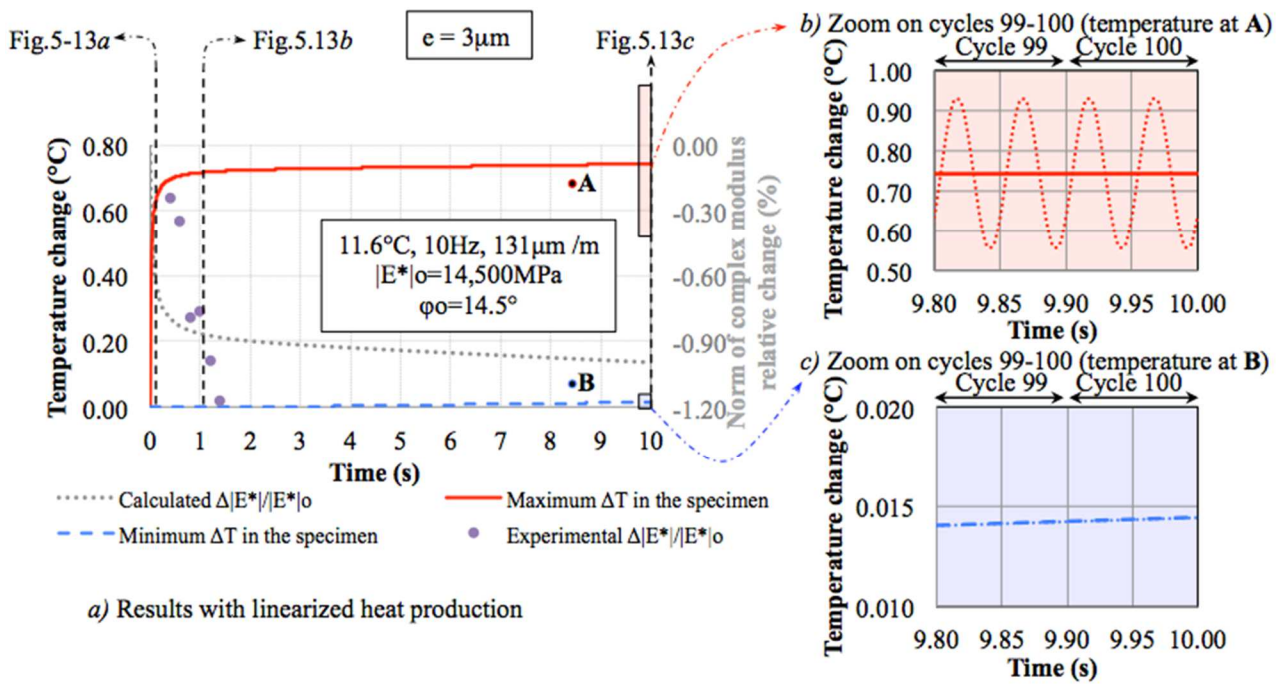 Fig.5-13a
Fig.5.13b
e = 3µm
Fig.5.13c
Temperature change (°C)
0.80
0.60
0.40
0.20
0.00
0 1 2 3 4 5 6 7 8 9 10
Time (s)
0.00
-0.30
-0.60
-0.90
-1.20
Norm of complex modulus
relative change (%)
A
11.6°C, 10Hz, 131µm /m
|E*|o=14,500MPa
φo=14.5°
B
Calculated Δ|E*|/|E*|o
Maximum ΔT in the specimen
Minimum ΔT in the specimen
Experimental Δ|E*|/|E*|o
a) Results with linearized heat production
b) Zoom on cycles 99-100 (temperature at A)
Cycle 99 Cycle 100
Temperature change (°C)
1.00
0.90
0.80
0.70
0.60
0.50
9.80 9.85 9.90 9.95 10.00
Time (s)
c) Zoom on cycles 99-100 (temperature at B)
Cycle 99 Cycle 100
Temperature change (°C)
0.020
0.015
0.010
9.80 9.85 9.90 9.95 10.00
Time (s)